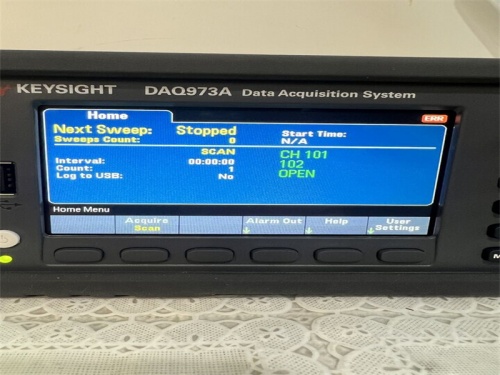 KEYSIGHT DAQ973A Data Acquisition System
Home ERR
Next Sweep: Stopped Start Time:
Sweeps Count: 0 N/A
SCAN CH 101
Interval: 00:00:00 102
Count: 1 OPEN
Log to USB: No
Home Menu
Acquire Scan Alarm Out Help User Settings
M